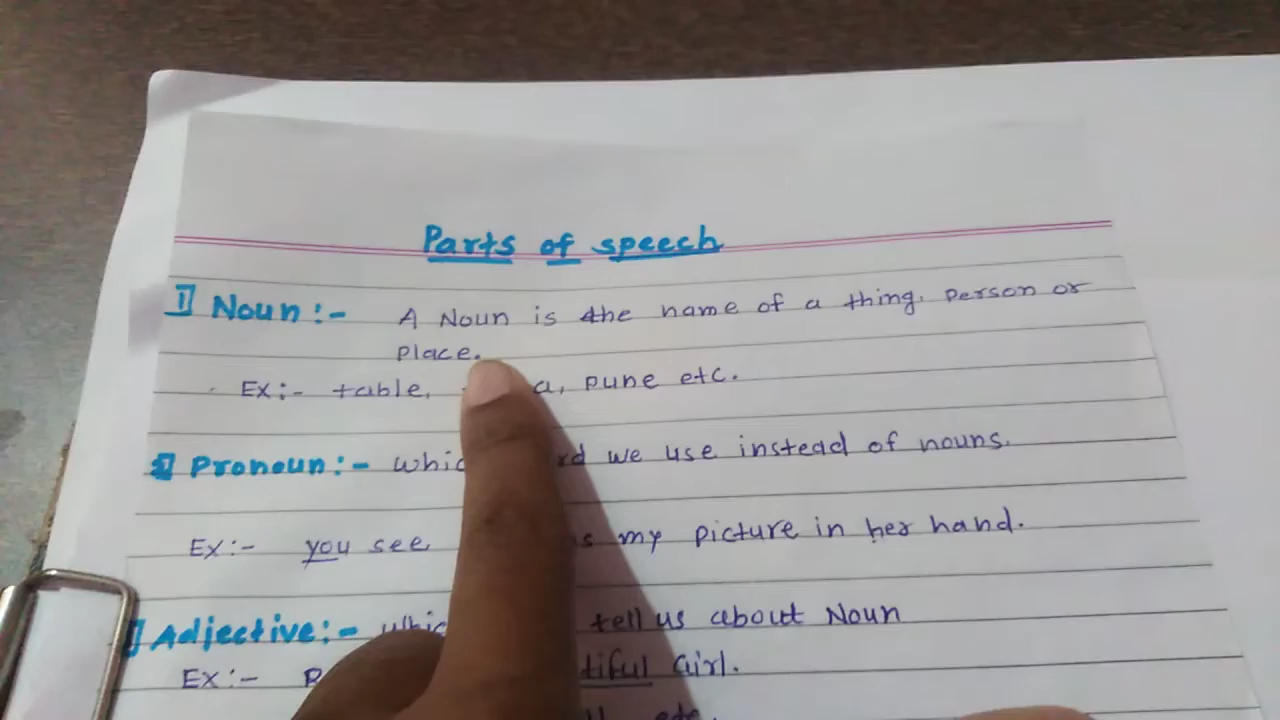 Parts of speech
1] Noun :- A Noun is the name of a thing, person or
place.
Ex :- table, a, pune etc.
2] Pronoun :- we use instead of nouns.
Ex :- you see my picture in her hand.
Adjective :- tell us about Noun
Ex :- Girl.
etc.